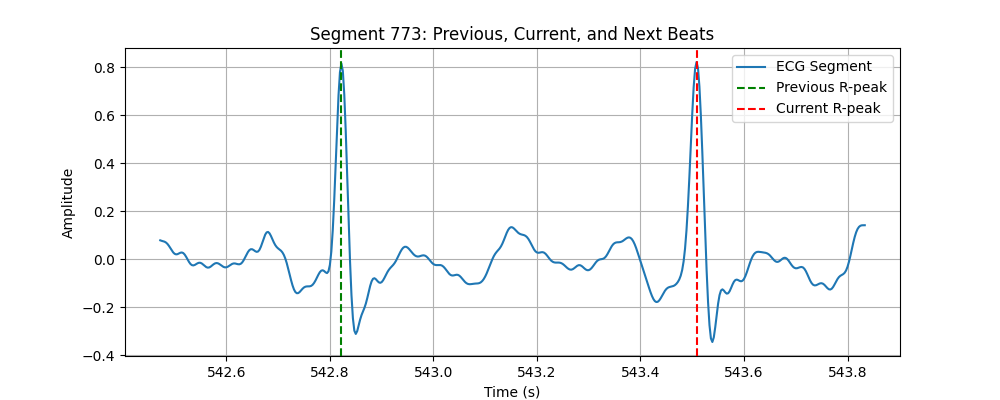 Segment 773: Previous, Current, and Next Beats
ECG Segment
Previous R-peak
Current R-peak
Amplitude
0.8
0.6
0.4
0.2
0.0
−0.2
−0.4
542.6 542.8 543.0 543.2 543.4 543.6 543.8
Time (s)